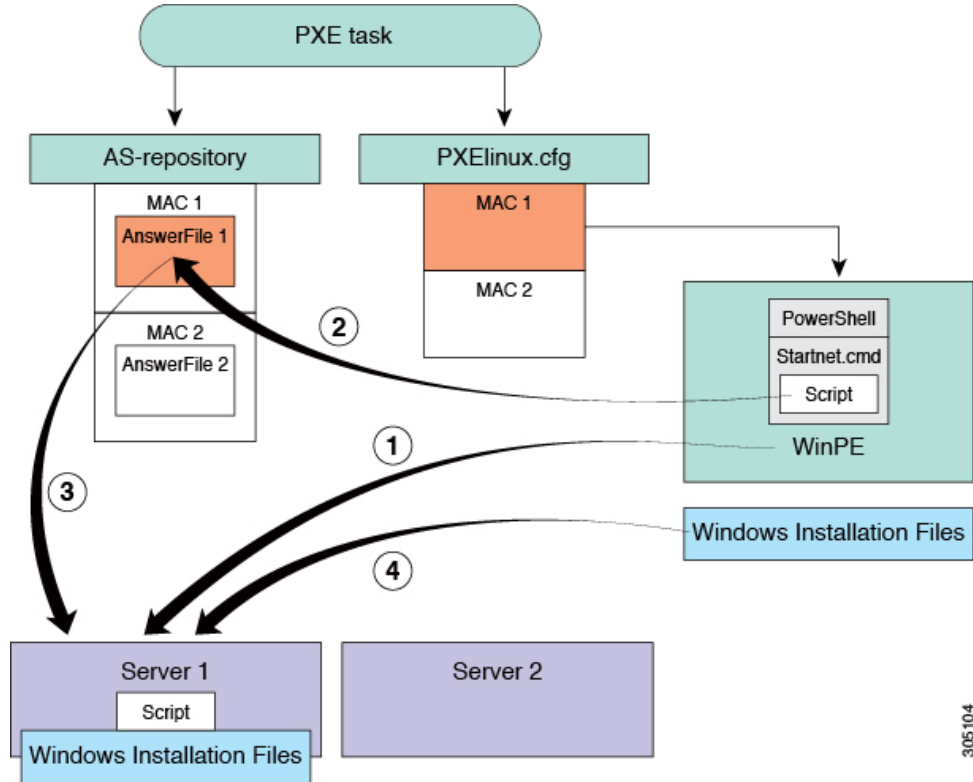 PXE task
AS-repository
PXElinux.cfg
MAC 1
AnswerFile 1
MAC 1
MAC 2
AnswerFile 2
MAC 2
PowerShell
Startnet.cmd
Script
WinPE
2
1
3
Windows Installation Files
4
Server 1
Script
Windows Installation Files
Server 2
305104